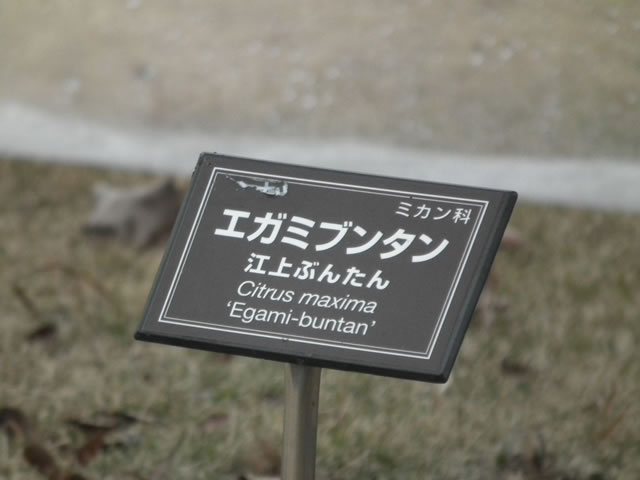 ミカン科
エガミブンタン
江上ぶんたん
Citrus maxima
‘Egami-buntan’